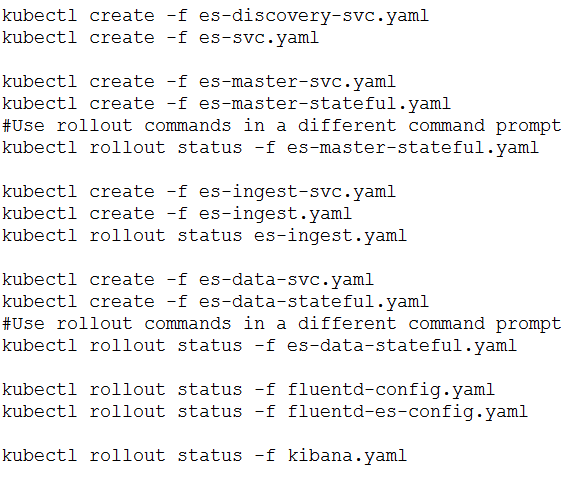 kubectl create -f es-discovery-svc.yaml
kubectl create -f es-svc.yaml
kubectl create -f es-master-svc.yaml
kubectl create -f es-master-stateful.yaml
#Use rollout commands in a different command prompt
kubectl rollout status -f es-master-stateful.yaml
kubectl create -f es-ingest-svc.yaml
kubectl create -f es-ingest.yaml
kubectl rollout status es-ingest.yaml
kubectl create -f es-data-svc.yaml
kubectl create -f es-data-stateful.yaml
#Use rollout commands in a different command prompt
kubectl rollout status -f es-data-stateful.yaml
kubectl rollout status -f fluentd-config.yaml
kubectl rollout status -f fluentd-es-config.yaml
kubectl rollout status -f kibana.yaml